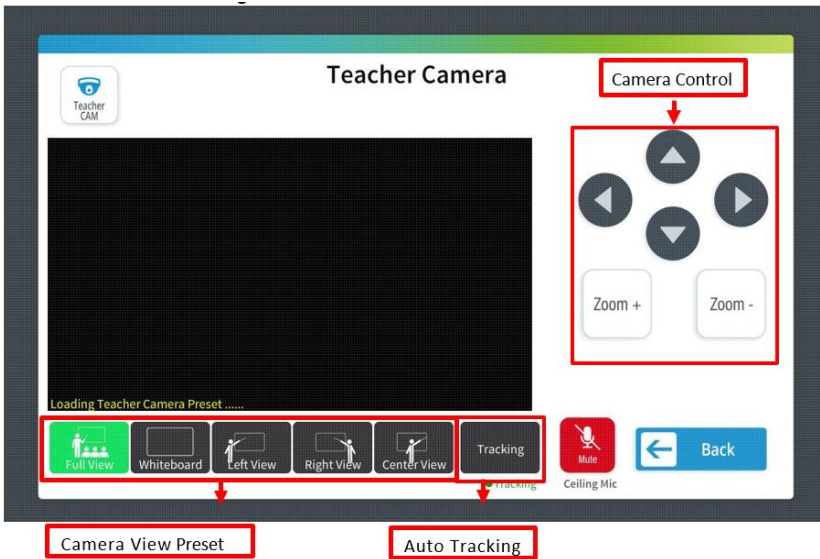 Teacher Camera
Camera Control
Teacher
CAM
Zoom +
Zoom -
Loading Teacher Camera Preset ......
Full View
Whiteboard
Left View
Right View
Center View
Tracking
Mute
Back
Tracking
Ceiling Mic
Camera View Preset
Auto Tracking